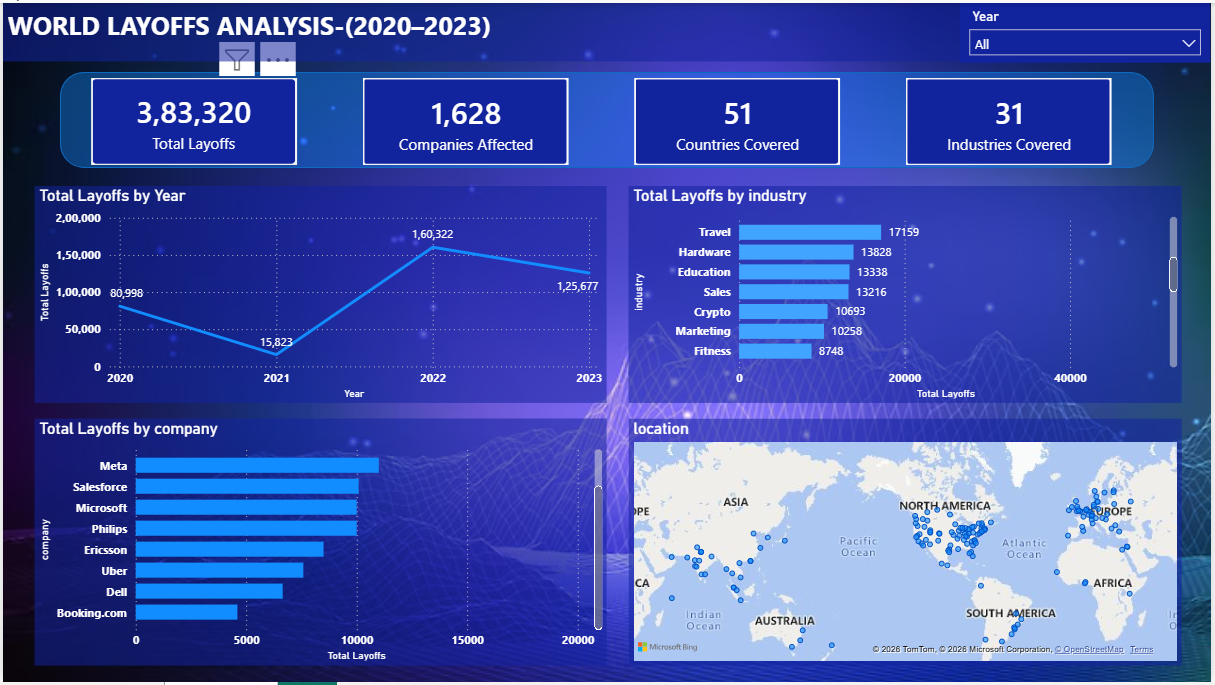 WORLD LAYOFFS ANALYSIS-(2020–2023)
Year
All
3,83,320
Total Layoffs
1,628
Companies Affected
51
Countries Covered
31
Industries Covered
Total Layoffs by Year
Total Layoffs
2,00,000
1,50,000
1,00,000
50,000
0
80,998
15,823
1,60,322
1,25,677
2020 2021 2022 2023
Year
Total Layoffs by industry
industry
Travel 17159
Hardware 13828
Education 13338
Sales 13216
Crypto 10693
Marketing 10258
Fitness 8748
0 20000 40000
Total Layoffs
Total Layoffs by company
company
Meta
Salesforce
Microsoft
Philips
Ericsson
Uber
Dell
Booking.com
0 5000 10000 15000 20000
Total Layoffs
location
ASIA
NORTH AMERICA
OPE
EUROPE
Pacific
Ocean
Atlantic
Ocean
CA
AFRICA
SOUTH AMERICA
Indian
Ocean
AUSTRALIA
In
Microsoft Bing
© 2026 TomTom, © 2026 Microsoft Corporation, © OpenStreetMap Terms